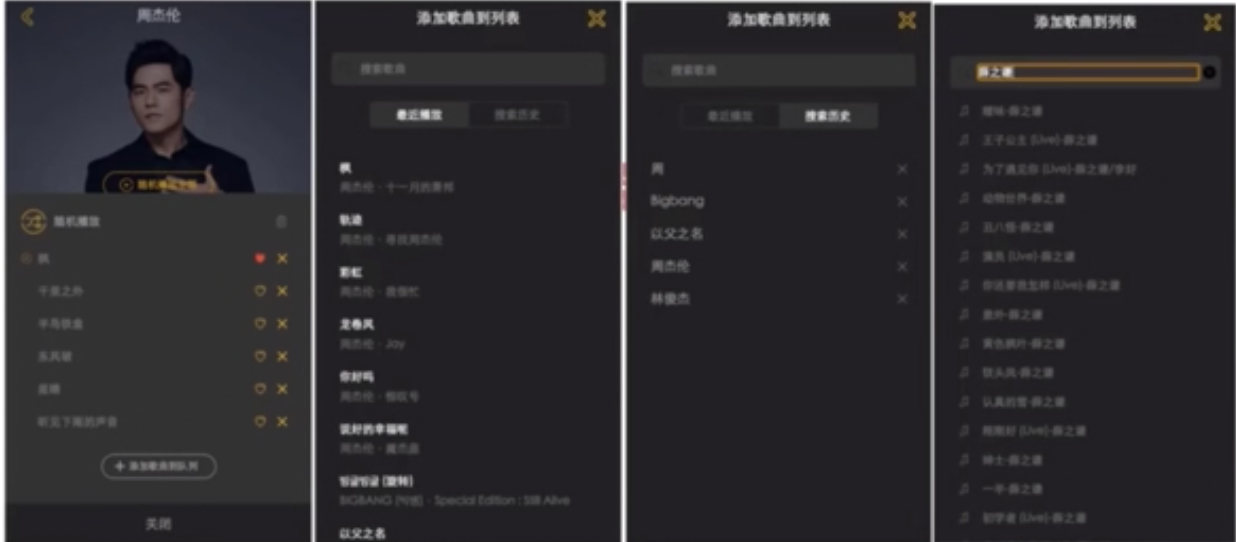 周杰伦
随机播放
枫
千里之外
半岛铁盒
东风破
星晴
听见下雨的声音
+ 添加歌曲到队列
关闭
添加歌曲到列表
搜索歌曲
最近播放 搜索历史
枫
周杰伦 - 十一月的萧邦
轨迹
周杰伦 - 寻找周杰伦
彩虹
周杰伦 - 我很忙
龙卷风
周杰伦 - Jay
你好吗
周杰伦 - 惊叹号
说好的幸福呢
周杰伦 - 魔杰座
빙글빙글 (旋转)
BIGBANG (빅뱅) - Special Edition : Still Alive
以父之名
添加歌曲到列表
搜索歌曲
最近播放 搜索历史
周
Bigbang
以父之名
周杰伦
林俊杰
添加歌曲到列表
薛之谦
暧昧-薛之谦
王子公主 (Live)-薛之谦
为了遇见你 (Live)-薛之谦/李好
动物世界-薛之谦
丑八怪-薛之谦
演员 (Live)-薛之谦
你还要我怎样 (Live)-薛之谦
意外-薛之谦
黄色枫叶-薛之谦
钗头凤-薛之谦
认真的雪-薛之谦
刚刚好 (Live)-薛之谦
绅士-薛之谦
一半-薛之谦
初学者 (Live)-薛之谦